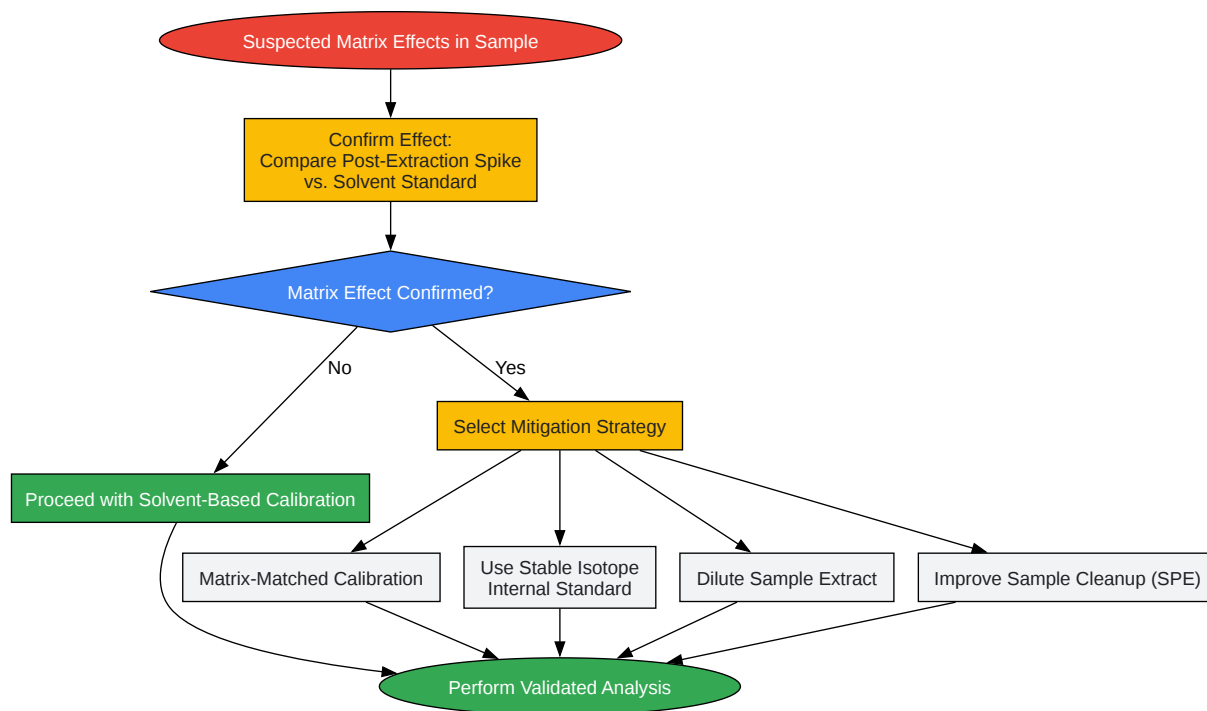 Suspected Matrix Effects in Sample
Confirm Effect:
Compare Post-Extraction Spike
vs. Solvent Standard
Matrix Effect Confirmed?
No
Yes
Select Mitigation Strategy
Proceed with Solvent-Based Calibration
Matrix-Matched Calibration
Use Stable Isotope
Internal Standard
Dilute Sample Extract
Improve Sample Cleanup (SPE)
Perform Validated Analysis